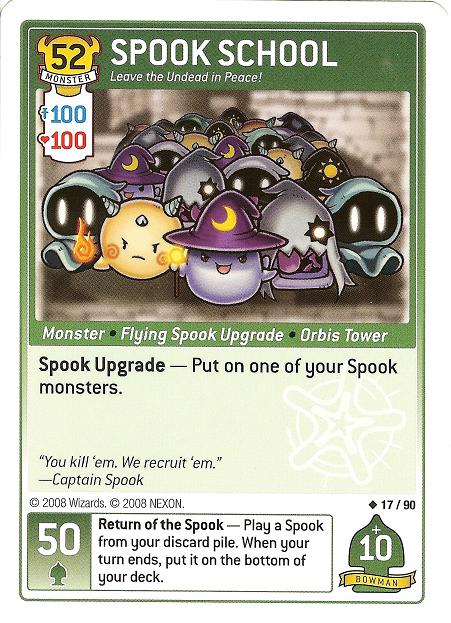 52
MONSTER
SPOOK SCHOOL
Leave the Undead in Peace!
100
100
Monster • Flying Spook Upgrade • Orbis Tower
Spook Upgrade — Put on one of your Spook
monsters.
"You kill 'em. We recruit 'em."
—Captain Spook
© 2008 Wizards. © 2008 NEXON.
◆ 17 / 90
50
Return of the Spook — Play a Spook
from your discard pile. When your
turn ends, put it on the bottom of
your deck.
+
10
BOWMAN